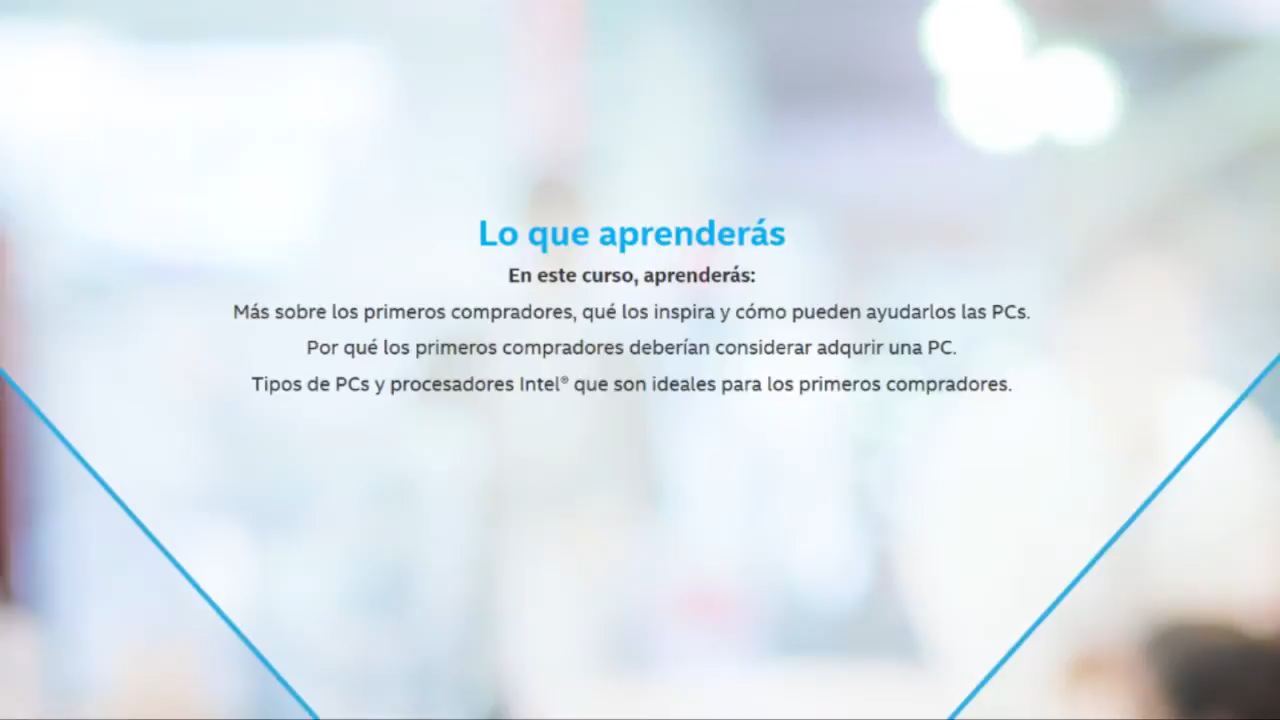 Lo que aprenderás
En este curso, aprenderás:
Más sobre los primeros compradores, qué los inspira y cómo pueden ayudarlos las PCs.
Por qué los primeros compradores deberían considerar adqurir una PC.
Tipos de PCs y procesadores Intel® que son ideales para los primeros compradores.